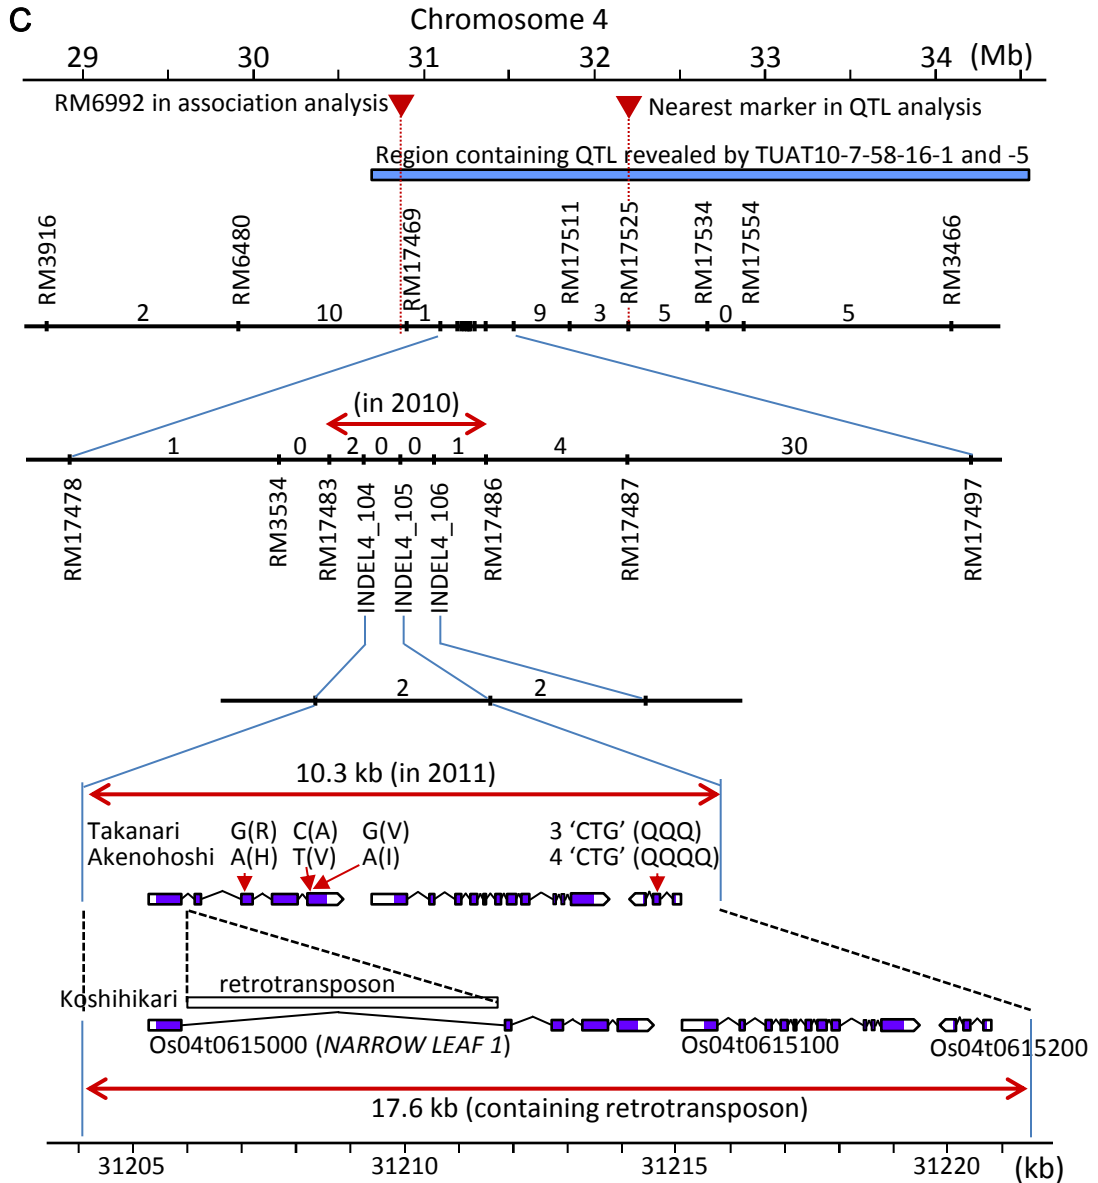 C
Chromosome 4
29 30 31 32 33 34 (Mb)
RM6992 in association analysis
Nearest marker in QTL analysis
Region containing QTL revealed by TUAT10-7-58-16-1 and -5
RM3916 RM6480 RM17469 RM17511 RM17525 RM17534 RM17554 RM3466
2 10 1 9 3 5 0 5
(in 2010)
1 0 2 0 0 1 4 30
RM17478 RM3534 RM17483 INDEL4_104 INDEL4_105 INDEL4_106 RM17486 RM17487 RM17497
2 2
10.3 kb (in 2011)
Takanari G(R) C(A) G(V) 3 ‘CTG’ (QQQ)
Akenohoshi A(H) T(V) A(I) 4 ‘CTG’ (QQQQ)
retrotransposon
Koshihikari
Os04t0615000 (NARROW LEAF 1) Os04t0615100 Os04t0615200
17.6 kb (containing retrotransposon)
31205 31210 31215 31220 (kb)